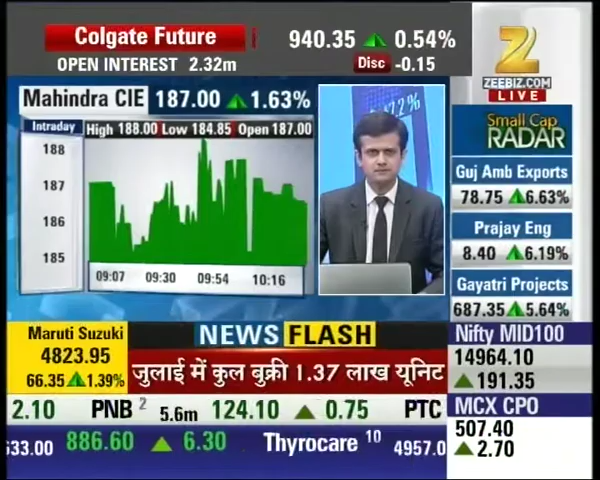 Colgate Future
940.35 0.54%
OPEN INTEREST 2.32m
Disc -0.15
ZEEBIZ.COM
LIVE
Mahindra CIE 187.00 1.63%
Intraday High 188.00 Low 184.85 Open 187.00
188
187
186
185
09:07 09:30 09:54 10:16
7.2%
Small Cap
RADAR
Guj Amb Exports
78.75 6.63%
Prajay Eng
8.40 6.19%
Gayatri Projects
687.35 5.64%
Maruti Suzuki
4823.95
66.35 1.39%
NEWS FLASH
जुलाई में कुल बुक्री 1.37 लाख यूनिट
Nifty MID100
14964.10
191.35
MCX CPO
507.40
2.70
2.10 PNB 2 5.6m 124.10 0.75 PTC
533.00 886.60 6.30 Thyrocare 10 4957.0